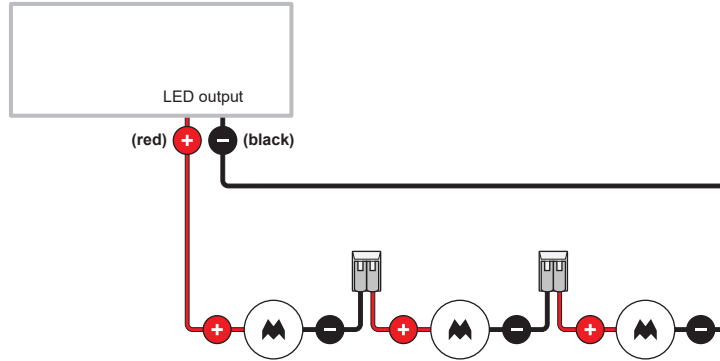 LED output
(red) + − (black)
+ − + − + −